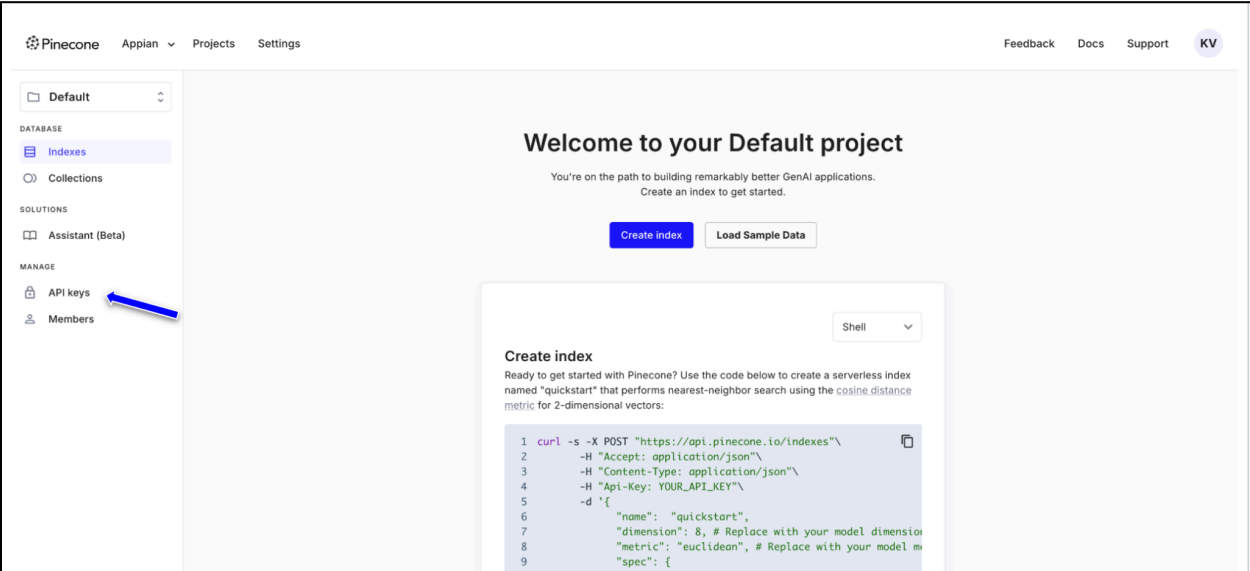 Pinecone Appian Projects Settings Feedback Docs Support KV
Default
DATABASE
Indexes
Collections
SOLUTIONS
Assistant (Beta)
MANAGE
API keys
Members
Welcome to your Default project
You're on the path to building remarkably better GenAI applications.
Create an index to get started.
Create index Load Sample Data
Shell
Create index
Ready to get started with Pinecone? Use the code below to create a serverless index
named "quickstart" that performs nearest-neighbor search using the cosine distance
metric for 2-dimensional vectors:
1 curl -s -X POST "https://api.pinecone.io/indexes"\
2 -H "Accept: application/json"\
3 -H "Content-Type: application/json"\
4 -H "Api-Key: YOUR_API_KEY"\
5 -d '{
6 "name": "quickstart",
7 "dimension": 8, # Replace with your model dimension
8 "metric": "euclidean", # Replace with your model
9 "spec": {